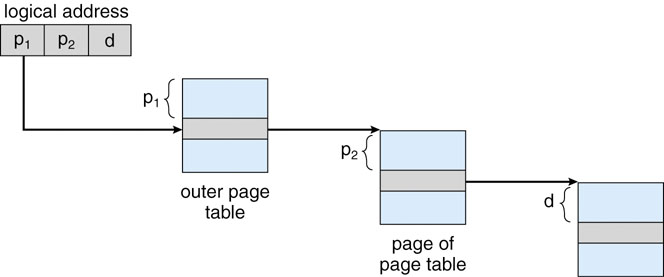 logical address
p₁ p₂ d
p₁
outer page
table
p₂
page of
page table
d